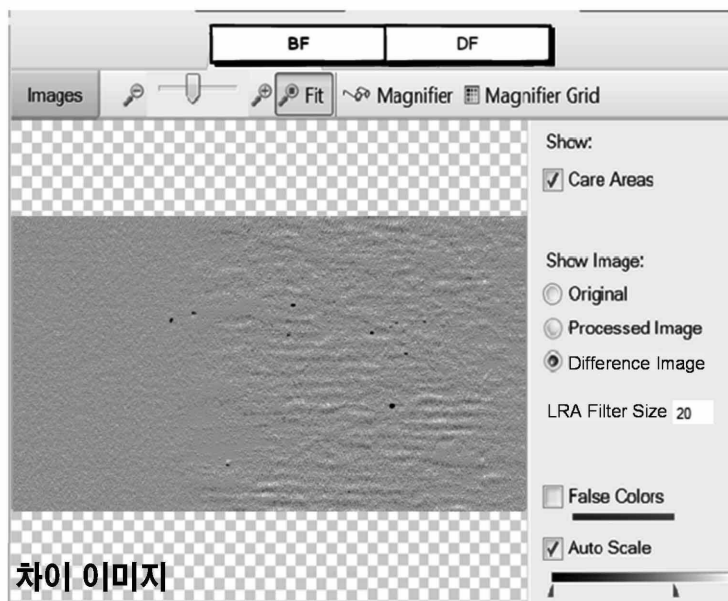 BF DF
Images Fit Magnifier Magnifier Grid
Show:
Care Areas
Show Image:
Original
Processed Image
Difference Image
LRA Filter Size 20
False Colors
Auto Scale
차이 이미지